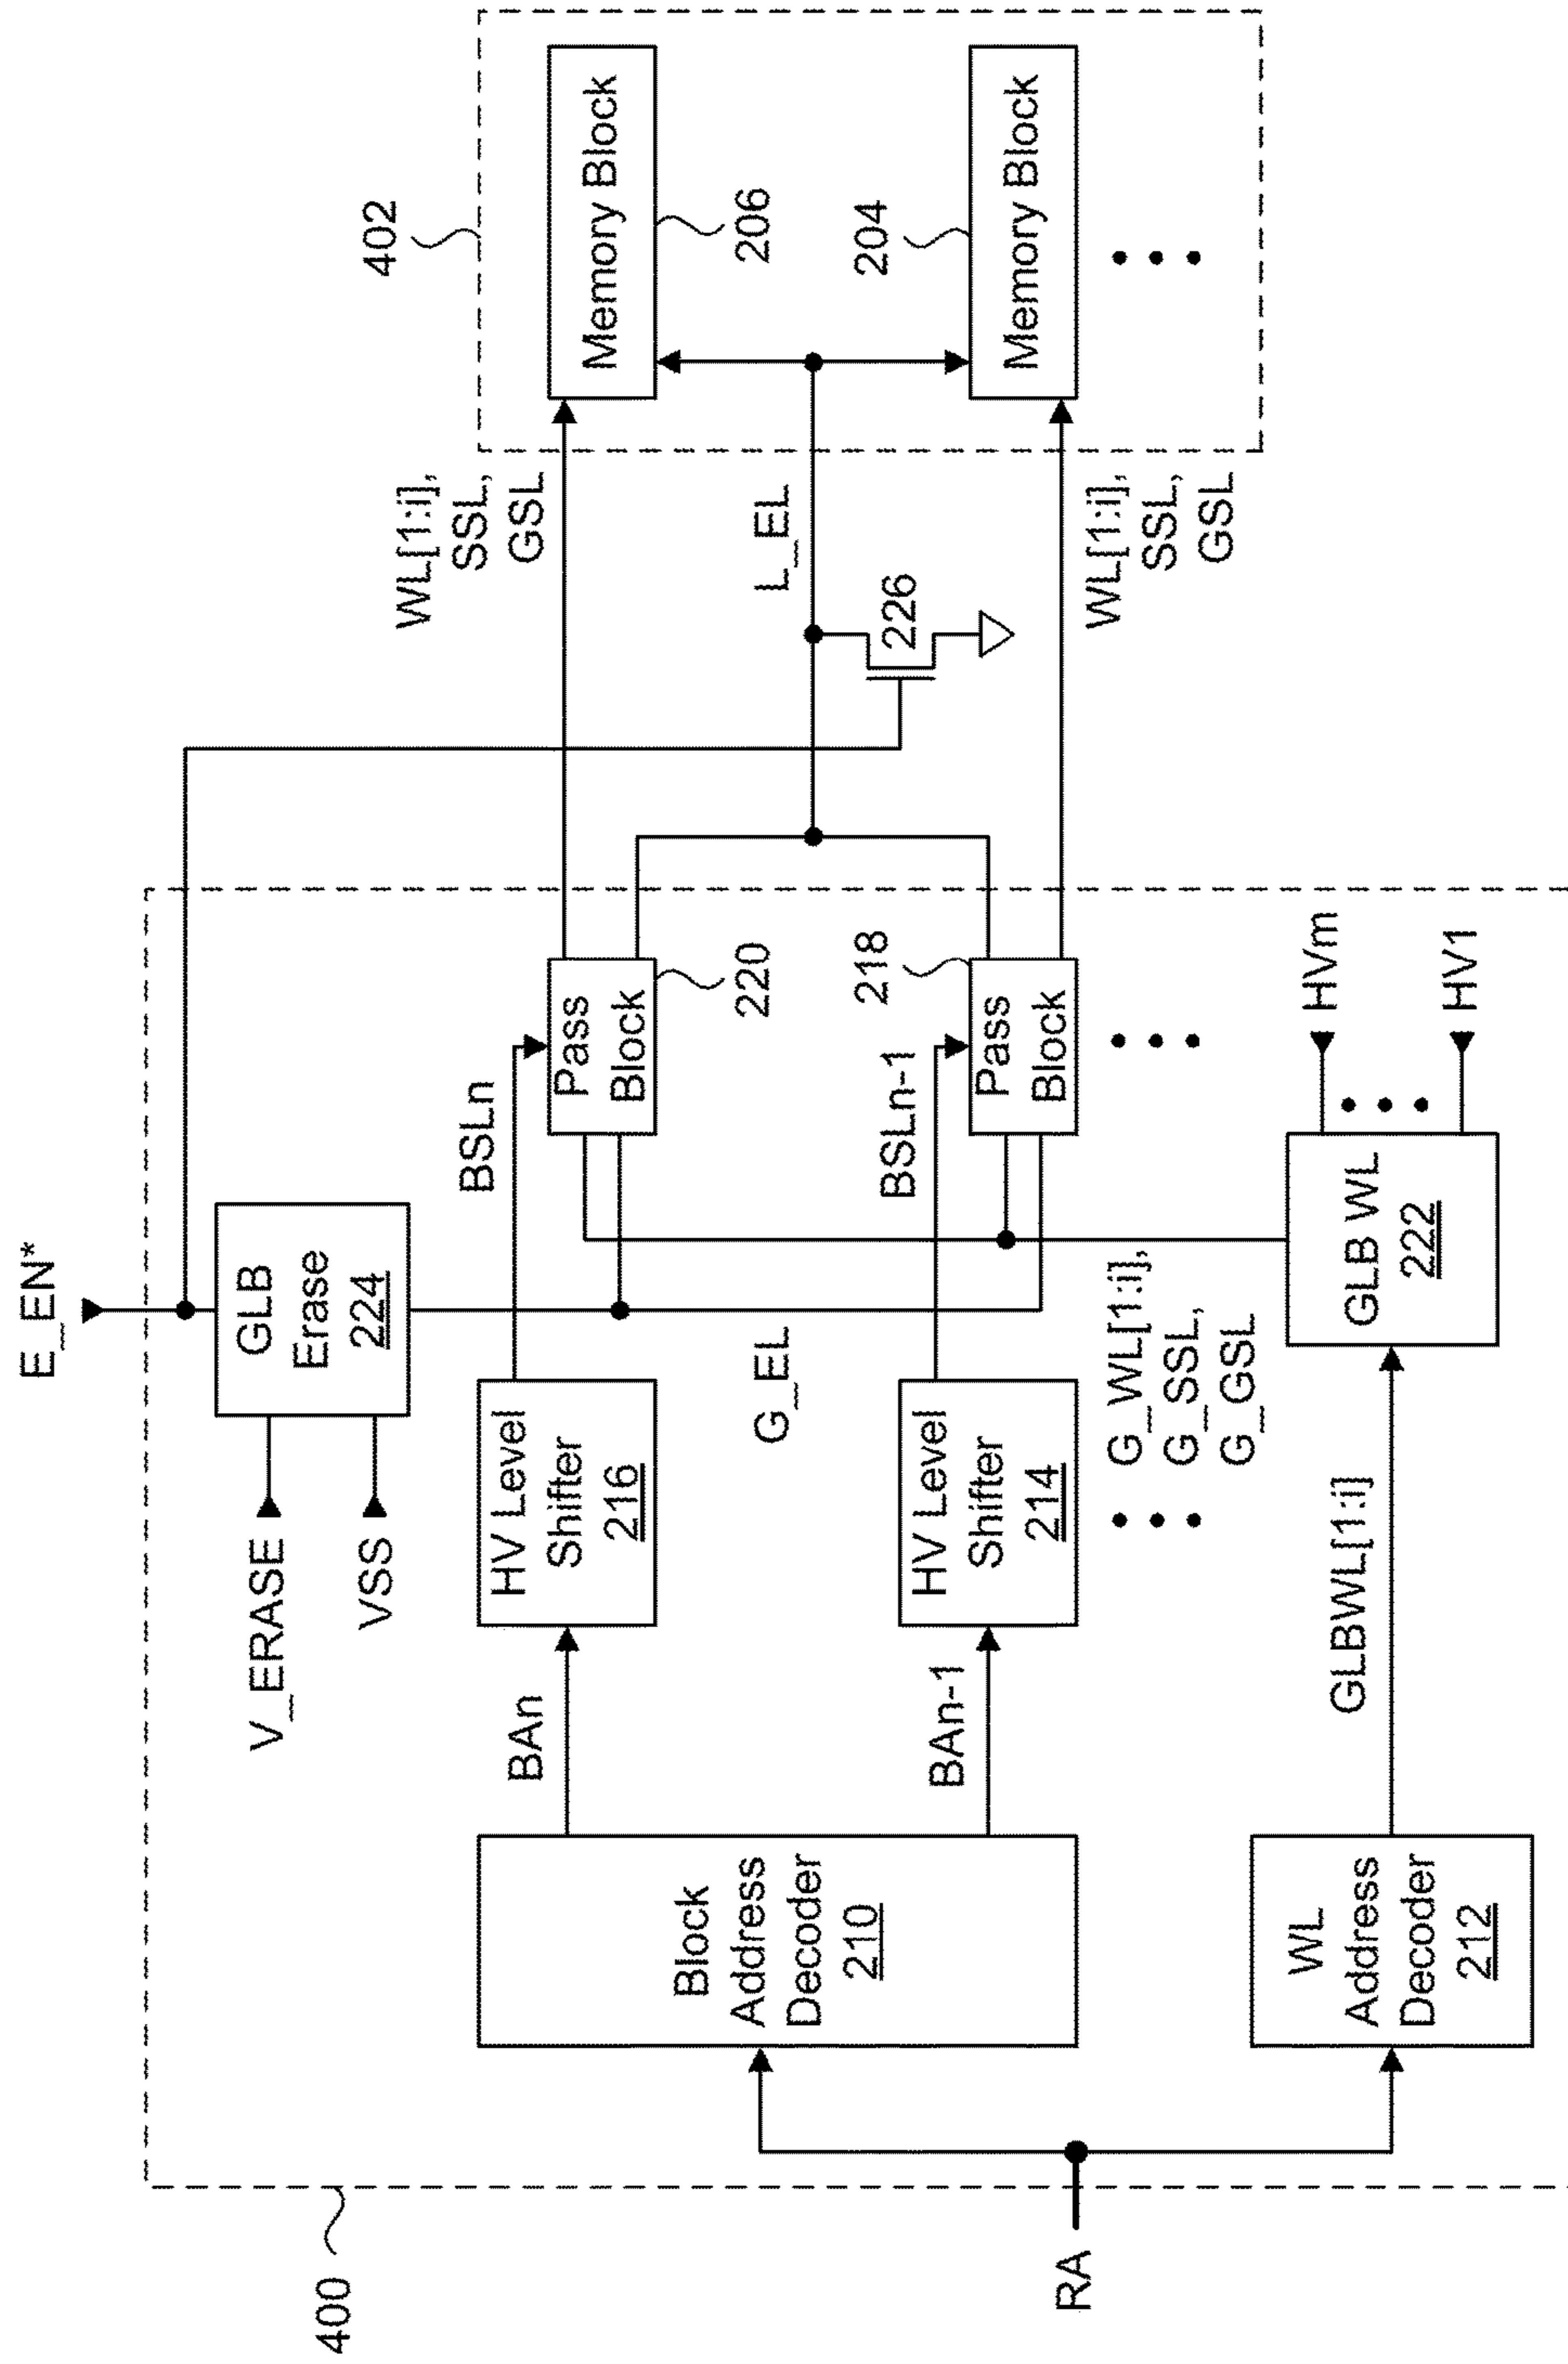 E_EN*
402
GLB
Erase
224
V_ERASE
VSS
WL[1:i],
SSL,
GSL
Memory Block
206
BSLn
Pass
Block
220
HV Level
Shifter
216
BAn
L_EL
G_EL
226
204
Memory Block
218
BSLn-1
Pass
Block
HV Level
Shifter
214
BAn-1
Block
Address
Decoder
210
WL[1:i],
SSL,
GSL
G_WL[1:i],
G_SSL,
G_GSL
HVm
HV1
GLB WL
222
GLBWL[1:i]
WL
Address
Decoder
212
RA
400